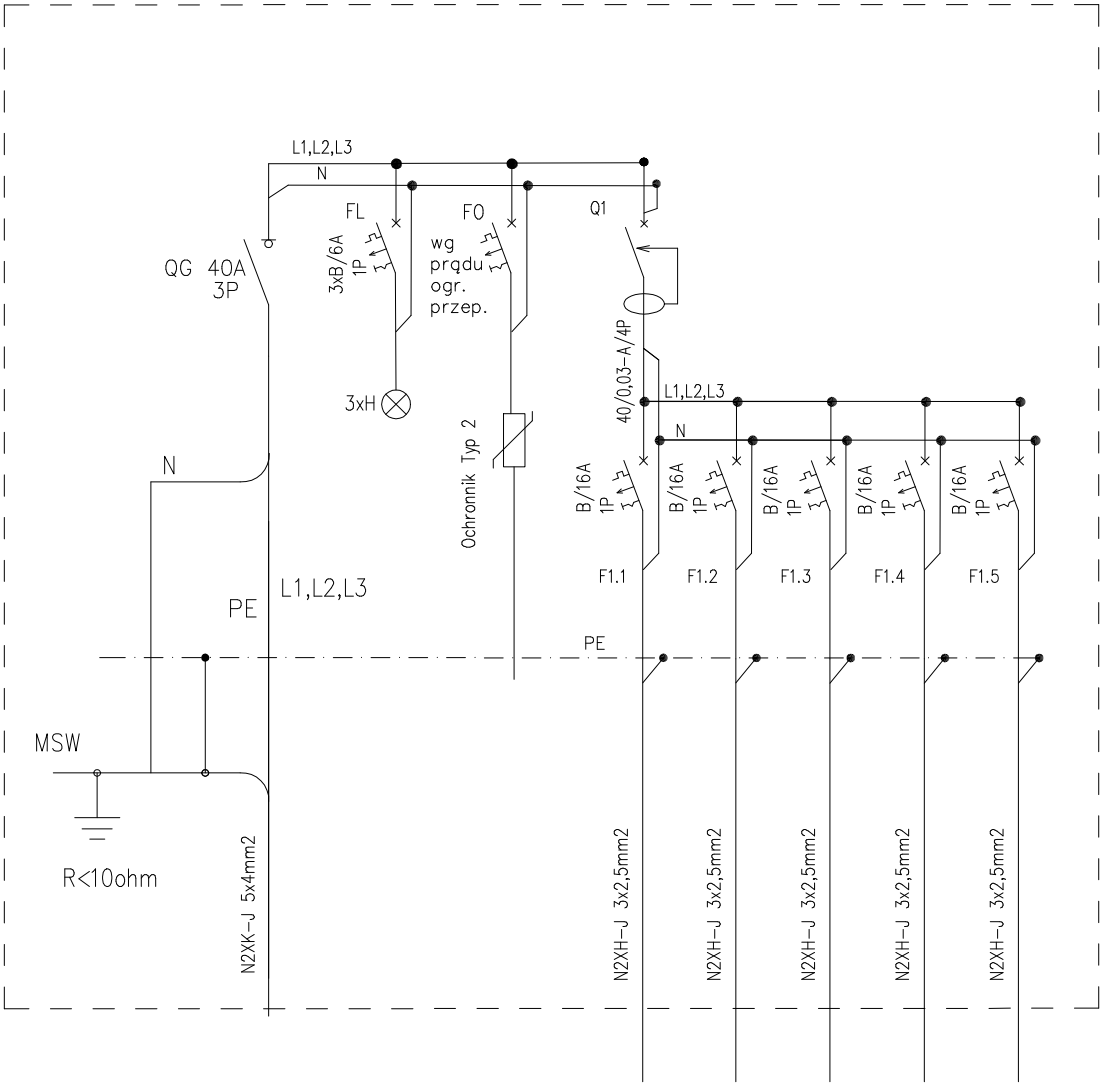 L1,L2,L3
N
FL
3xB/6A
1P
FO
wg
prądu
ogr.
przep.
Q1
QG 40A
3P
40/0,03-A/4P
3xH
Ochronnik Typ 2
L1,L2,L3
N
N
B/16A
1P
B/16A
1P
B/16A
1P
B/16A
1P
B/16A
1P
F1.1
F1.2
F1.3
F1.4
F1.5
L1,L2,L3
PE
PE
MSW
R<10ohm
N2XK-J 5x4mm2
N2XH-J 3x2,5mm2
N2XH-J 3x2,5mm2
N2XH-J 3x2,5mm2
N2XH-J 3x2,5mm2
N2XH-J 3x2,5mm2